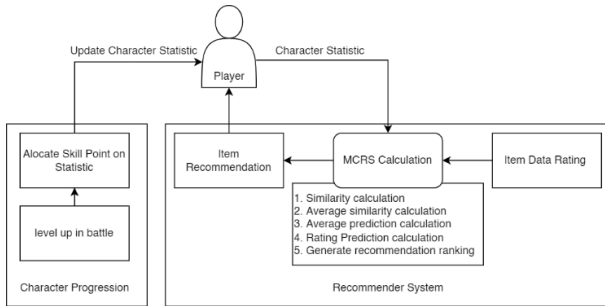 Update Character Statistic
Character Statistic
Player
Alocate Skill Point on
Statistic
level up in battle
Character Progression
Item
Recommendation
MCRS Calculation
Item Data Rating
1. Similarity calculation
2. Average similarity calculation
3. Average prediction calculation
4. Rating Prediction calculation
5. Generate recommendation ranking
Recommender System